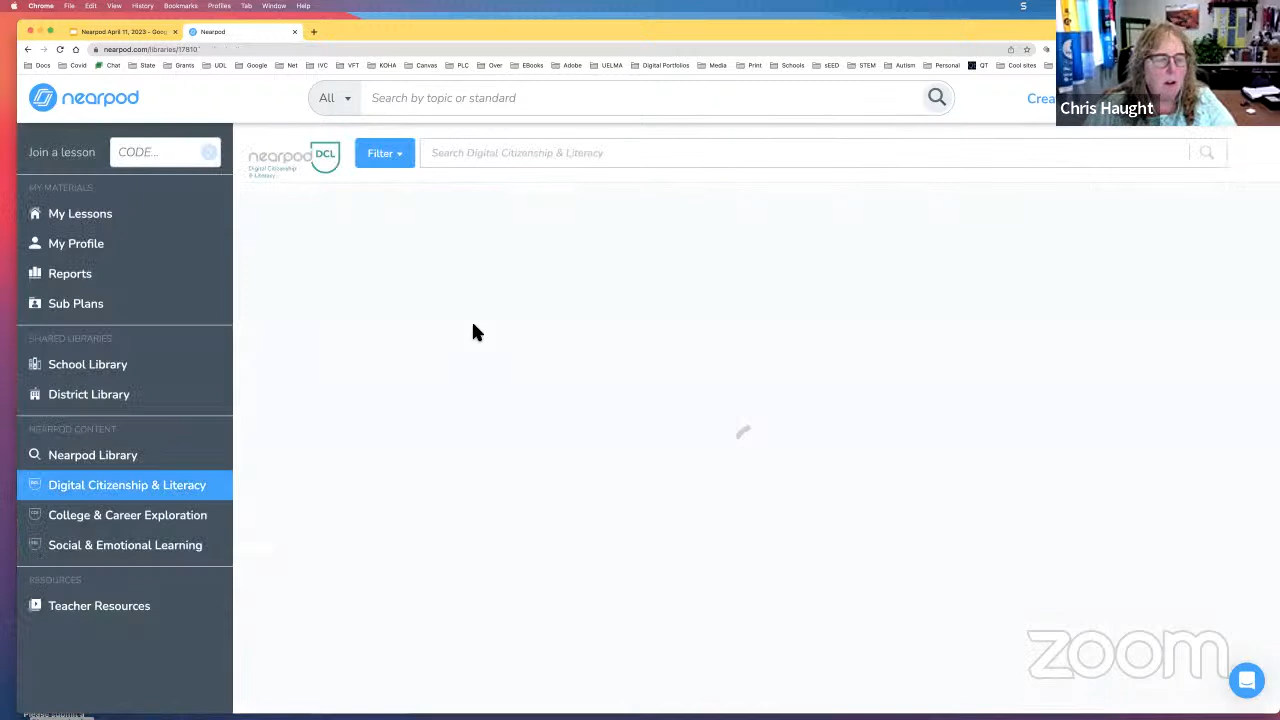 Chrome File Edit View History Bookmarks Profiles Tab Window Help
Nearpod April 11, 2023 - Goog
Nearpod
nearpod.com/libraries/17810
Docs Covid Chat State Grants UDL Google Net IVC VFT KOHA Canvas PLC Over EBooks Adobe UELMA Digital Portfolios Media Print Schools sEED STEM Autism Personal QT Cool sites
nearpod
All
Search by topic or standard
Crea
Chris Haught
Join a lesson
CODE...
nearpod DCL
Digital Citizenship
& Literacy
Filter
Search Digital Citizenship & Literacy
MY MATERIALS
My Lessons
My Profile
Reports
Sub Plans
SHARED LIBRARIES
School Library
District Library
NEARPOD CONTENT
Nearpod Library
Digital Citizenship & Literacy
College & Career Exploration
Social & Emotional Learning
RESOURCES
Teacher Resources
zoom